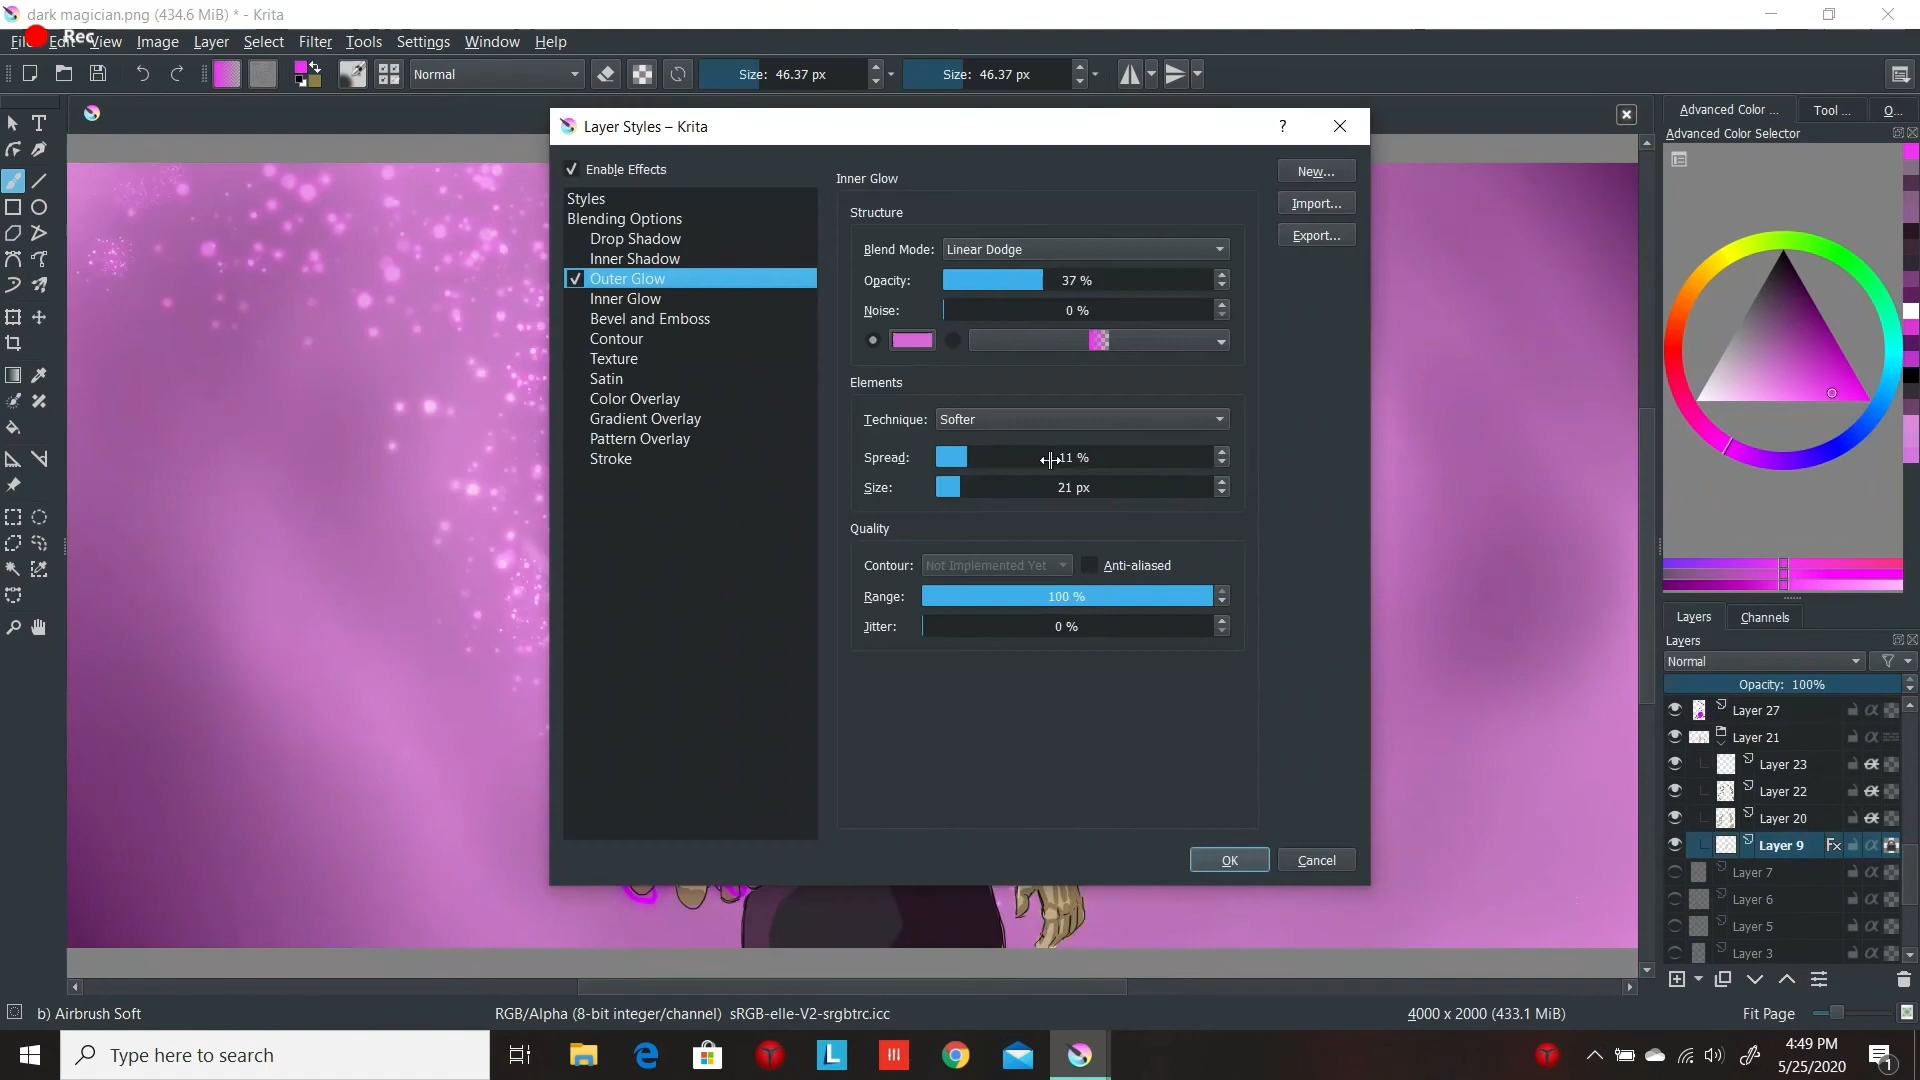 dark magician.png (434.6 MiB) * - Krita
Rec
File Edit View Image Layer Select Filter Tools Settings Window Help
Normal
Size: 46.37 px
Size: 46.37 px
Advanced Color ...
Tool ...
O...
Advanced Color Selector
Layer Styles – Krita
?
Enable Effects
Styles
Blending Options
Drop Shadow
Inner Shadow
Outer Glow
Inner Glow
Bevel and Emboss
Contour
Texture
Satin
Color Overlay
Gradient Overlay
Pattern Overlay
Stroke
Inner Glow
Structure
Blend Mode: Linear Dodge
Opacity: 37 %
Noise: 0 %
Elements
Technique: Softer
Spread: 11 %
Size: 21 px
Quality
Contour: Not Implemented Yet Anti-aliased
Range: 100 %
Jitter: 0 %
New...
Import...
Export...
OK
Cancel
Layers
Channels
Layers
Normal
Opacity: 100%
Layer 27
Layer 21
Layer 23
Layer 22
Layer 20
Layer 9 Fx
Layer 7
Layer 6
Layer 5
Layer 3
b) Airbrush Soft
RGB/Alpha (8-bit integer/channel) sRGB-elle-V2-srgbtrc.icc
4000 x 2000 (433.1 MiB)
Fit Page
Type here to search
L
4:49 PM
5/25/2020
1